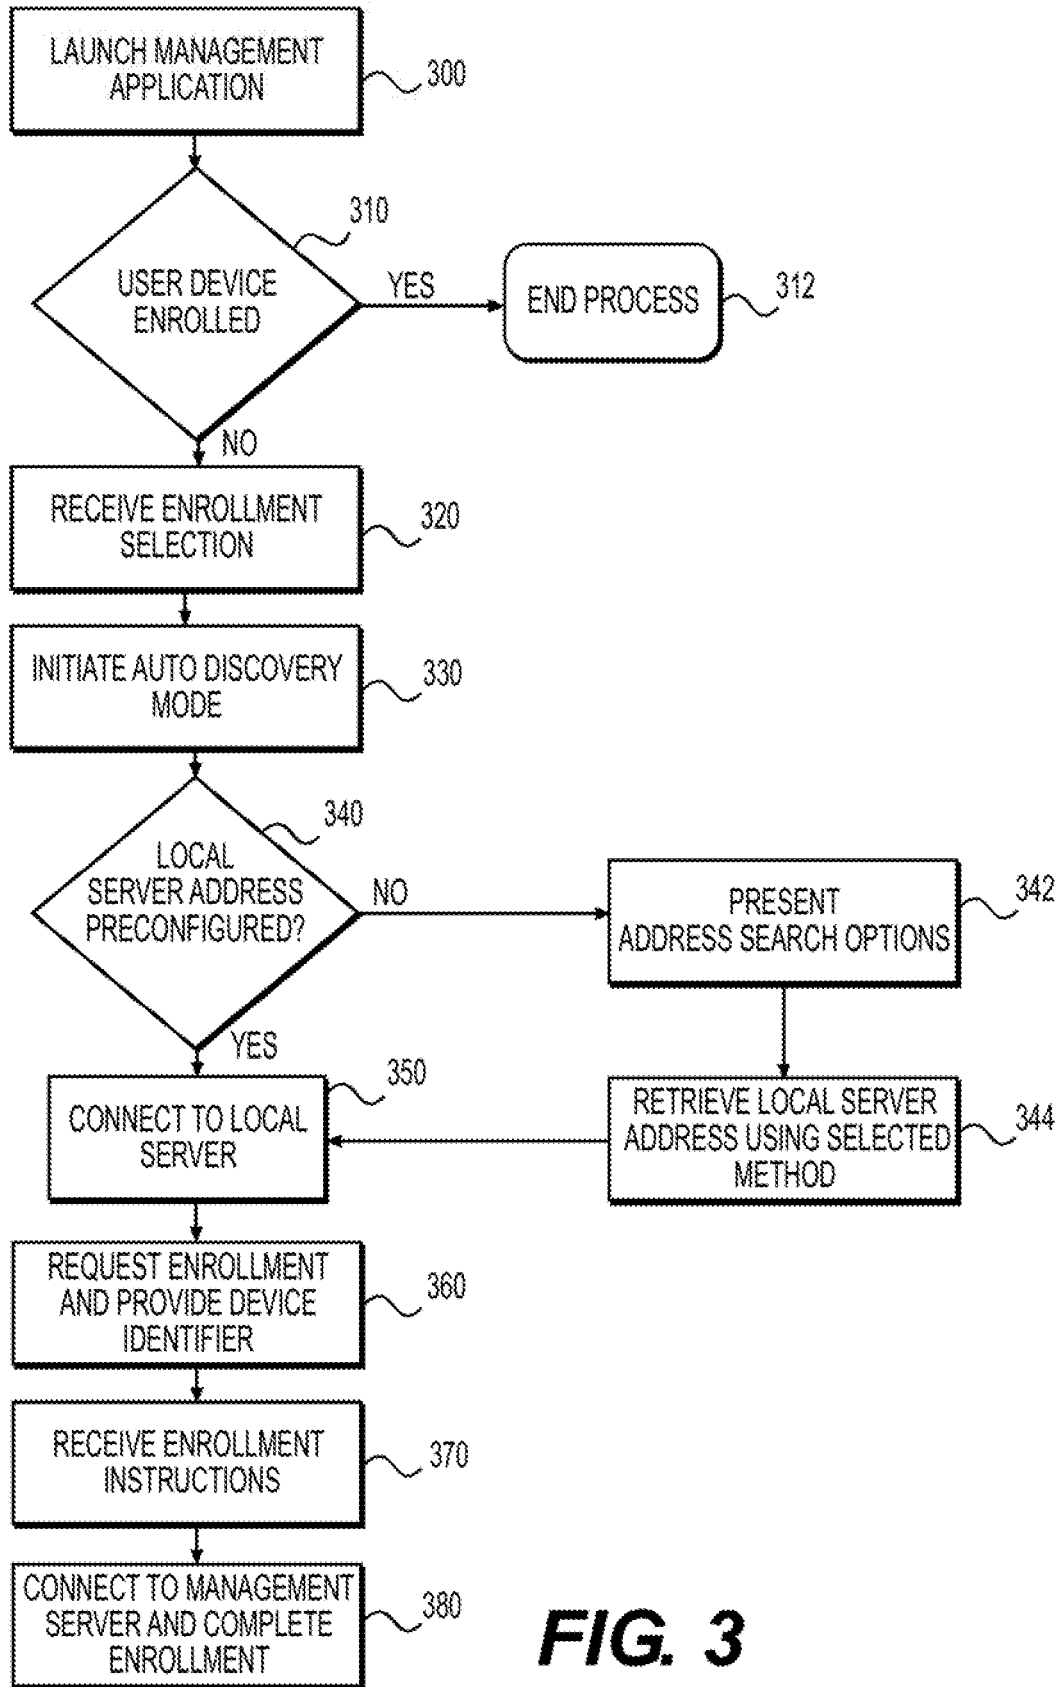 LAUNCH MANAGEMENT
APPLICATION
300
310
USER DEVICE
ENROLLED
YES
END PROCESS
312
NO
RECEIVE ENROLLMENT
SELECTION
320
INITIATE AUTO DISCOVERY
MODE
330
340
LOCAL
SERVER ADDRESS
PRECONFIGURED?
NO
PRESENT
ADDRESS SEARCH OPTIONS
342
YES
350
CONNECT TO LOCAL
SERVER
RETRIEVE LOCAL SERVER
ADDRESS USING SELECTED
METHOD
344
REQUEST ENROLLMENT
AND PROVIDE DEVICE
IDENTIFIER
360
RECEIVE ENROLLMENT
INSTRUCTIONS
370
CONNECT TO MANAGEMENT
SERVER AND COMPLETE
ENROLLMENT
380
FIG. 3